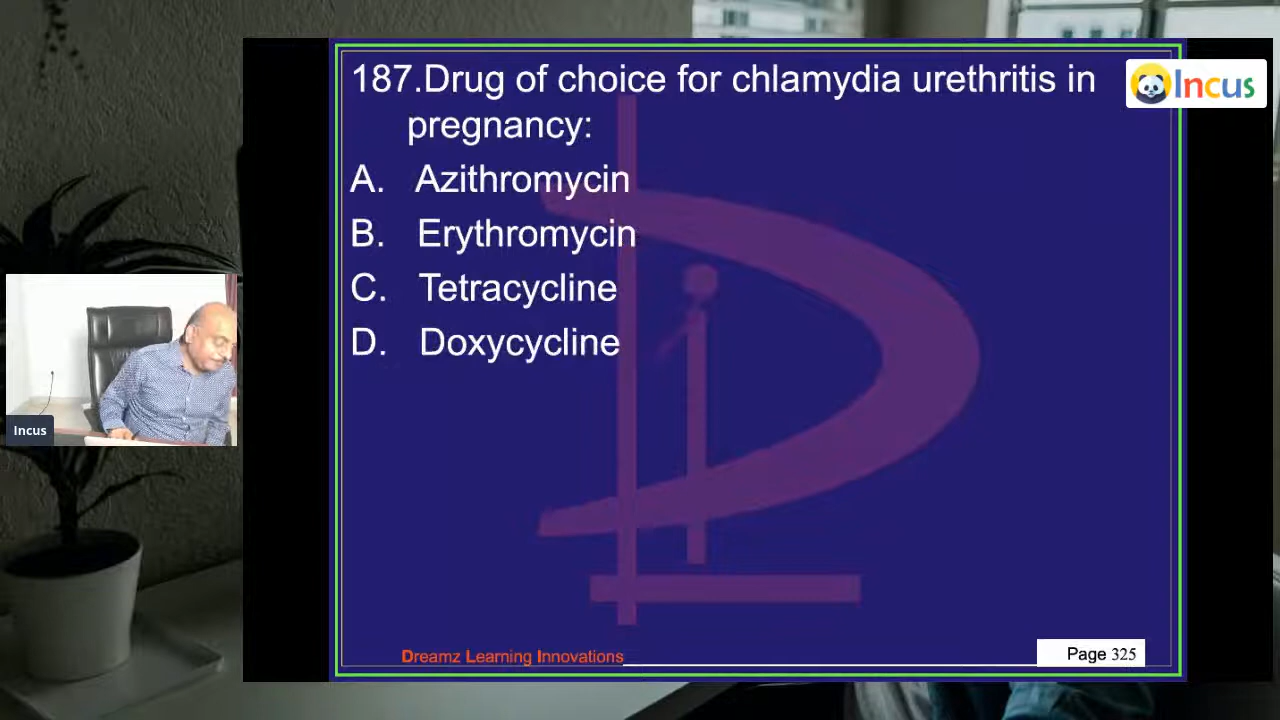 187.Drug of choice for chlamydia urethritis in
pregnancy:
A. Azithromycin
B. Erythromycin
C. Tetracycline
D. Doxycycline
Incus
Incus
Dreamz Learning Innovations
Page 325